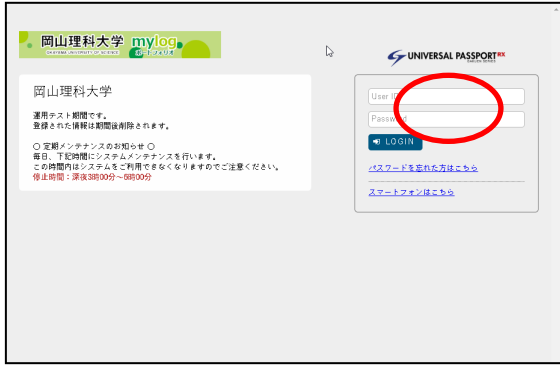 岡山理科大学 mylog
OKAYAMA UNIVERSITY OF SCIENCE ポートフォリオ
UNIVERSAL PASSPORT RX
岡山理科大学
運用テスト期間です。
登録された情報は期間後削除されます。
○ 定期メンテナンスのお知らせ ○
毎日、下記時間にシステムメンテナンスを行います。
この時間内はシステムをご利用できなくなりますのでご注意ください。
停止時間：深夜3時00分～6時00分
User ID
Password
LOGIN
パスワードを忘れた方はこちら
スマートフォンはこちら